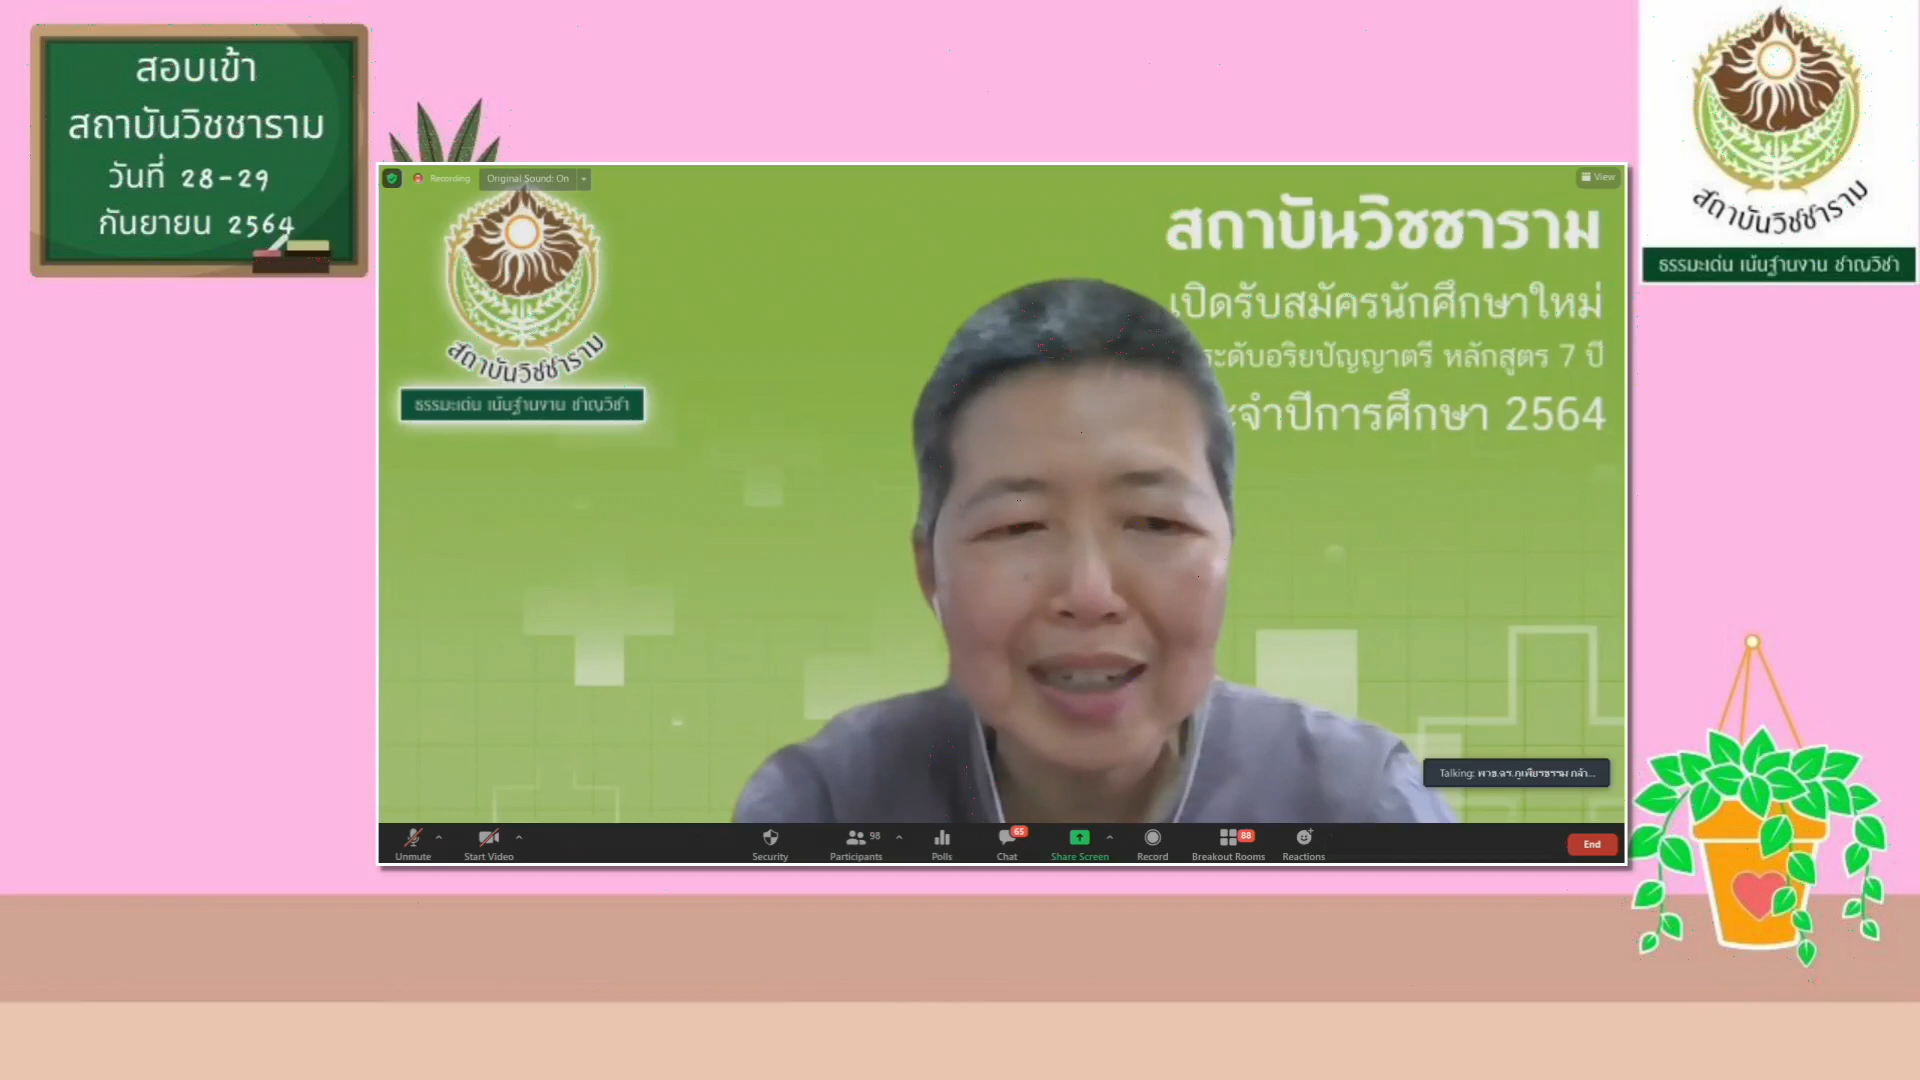 สอบเข้า
สถาบันวิชชาราม
วันที่ 28-29
กันยายน 2564
สถาบันวิชชาราม
ธรรมะเด่น เน้นฐานงาน ชำญวิชา
Recording
Original Sound: On
View
สถาบันวิชชาราม
ธรรมะเด่น เน้นฐานงาน ชำญวิชา
สถาบันวิชชาราม
เปิดรับสมัครนักศึกษาใหม่
ระดับอริยปัญญาตรี หลักสูตร 7 ปี
ะจำปีการศึกษา 2564
Talking:
Unmute
Start Video
Security
Participants 98
Polls
Chat 65
Share Screen
Record
Breakout Rooms 88
Reactions
End